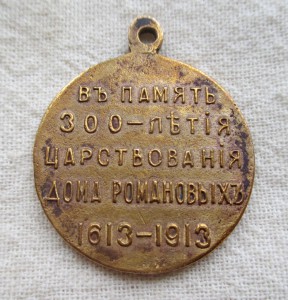 ВЪ ПАМЯТЬ
300-ЛѢТІЯ
ЦАРСТВОВАНІЯ
ДОМА РОМАНОВЫХЪ
1613-1913